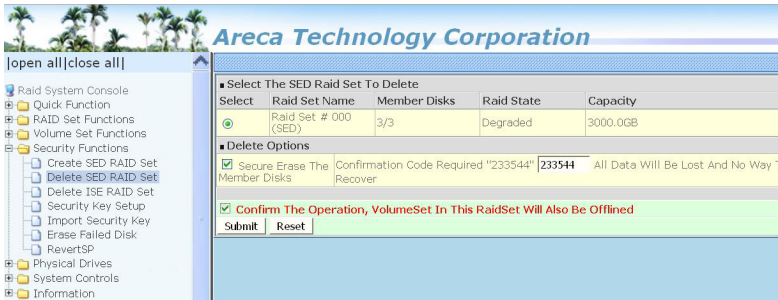 Areca Technology Corporation
|open all|close all|
Raid System Console
Quick Function
RAID Set Functions
Volume Set Functions
Security Functions
Create SED RAID Set
Delete SED RAID Set
Delete ISE RAID Set
Security Key Setup
Import Security Key
Erase Failed Disk
RevertSP
Physical Drives
System Controls
Information
Select The SED Raid Set To Delete
Select Raid Set Name Member Disks Raid State Capacity
Raid Set # 000 (SED) 3/3 Degraded 3000.0GB
Delete Options
Secure Erase The Member Disks
Confirmation Code Required "233544" 233544 All Data Will Be Lost And No Way T
Recover
Confirm The Operation, VolumeSet In This RaidSet Will Also Be Offlined
Submit Reset